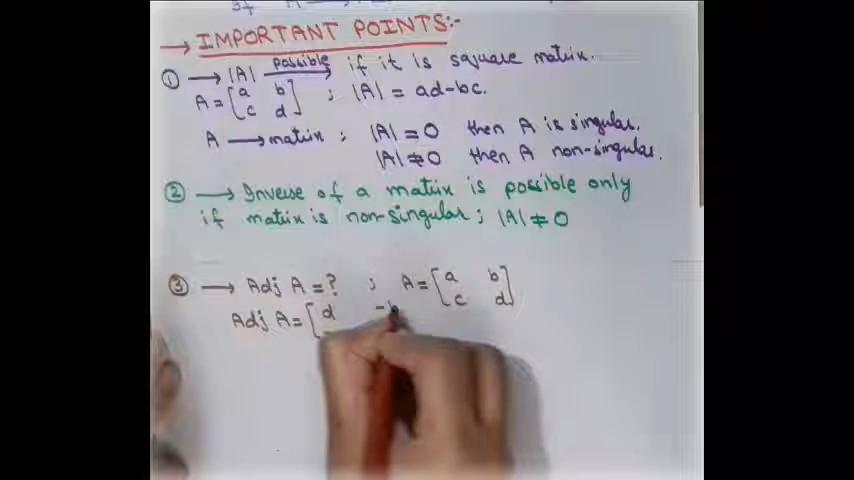 If A
→ IMPORTANT POINTS:-
① → |A| possible if it is square matrix.
A = [a b c d] ; |A| = ad-bc.
A → matrix ; |A| = 0 then A is singular.
|A| ≠ 0 then A non-singular.
② → Inverse of a matrix is possible only
if matrix is non-singular ; |A| ≠ 0
③ → Adj A = ? ; A = [a b c d]
Adj A = [d -b